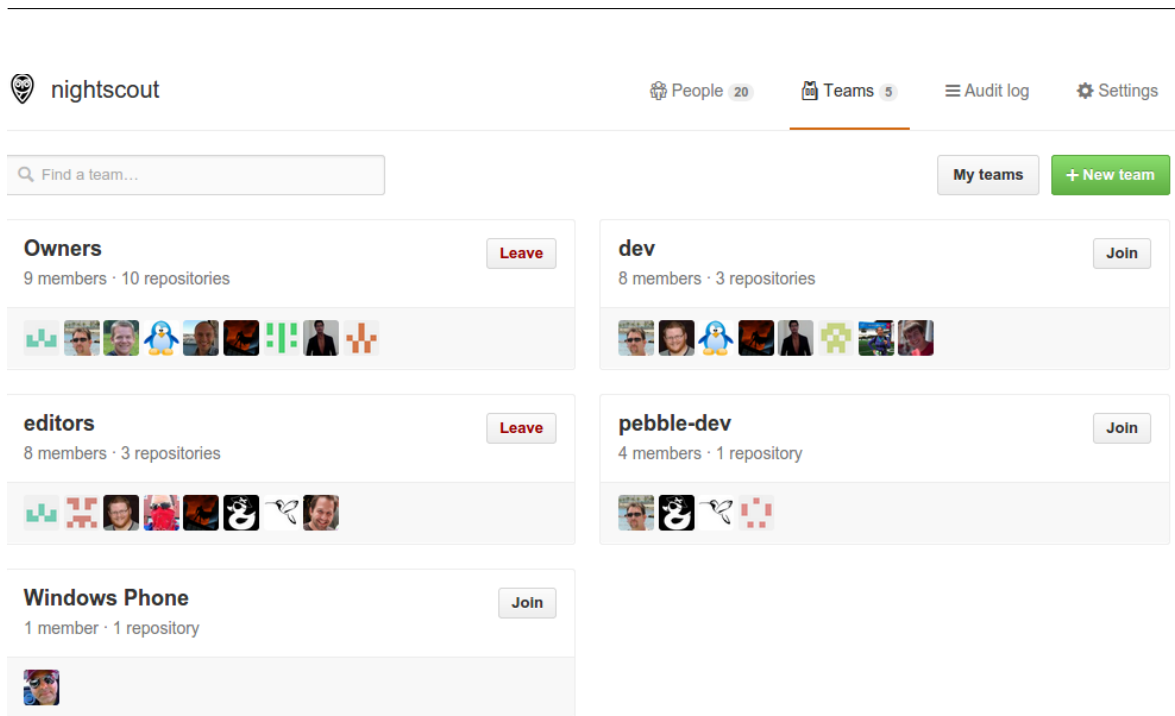 nightscout
People 20
Teams 5
Audit log
Settings
Find a team...
My teams
+ New team
Owners
Leave
9 members · 10 repositories
dev
Join
8 members · 3 repositories
editors
Leave
8 members · 3 repositories
pebble-dev
Join
4 members · 1 repository
Windows Phone
Join
1 member · 1 repository